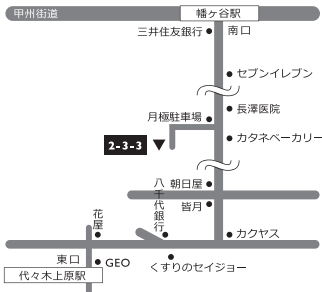 甲州街道
幡ヶ谷駅
三井住友銀行
南口
セブンイレブン
長澤医院
月極駐車場
カタネベーカリー
2-3-3
朝日屋
八千代銀行
皆月
花屋
カクヤス
東口
GEO
くすりのセイジョー
代々木上原駅